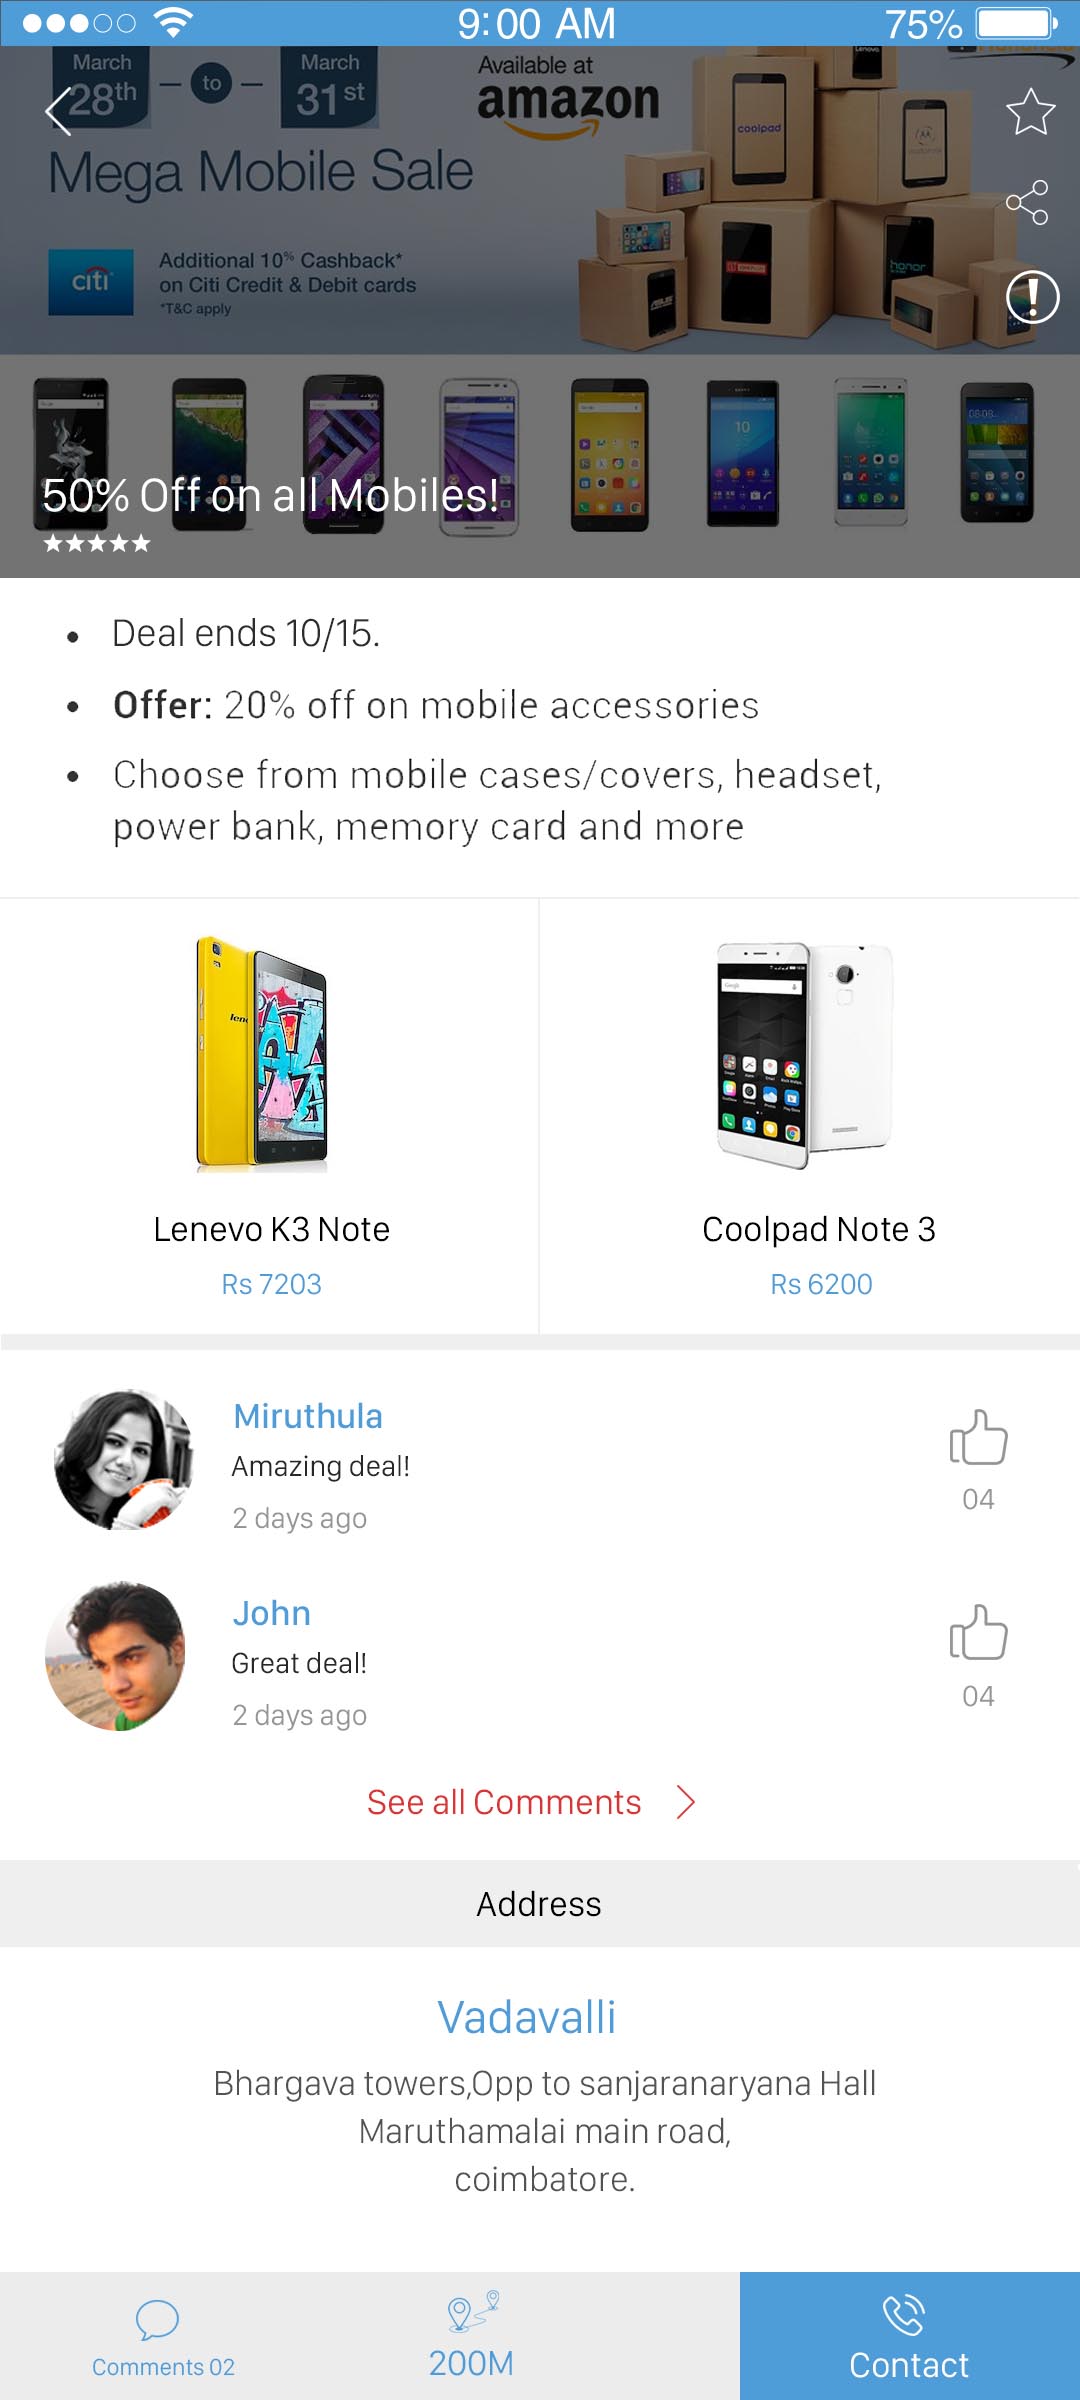 9:00 AM
75%
March
28th
to
March
31st
Available at
amazon
Mega Mobile Sale
citi
Additional 10% Cashback*
on Citi Credit & Debit cards
*T&C apply
Lenovo
coolpad
honor
ASUS
50% Off on all Mobiles!
Deal ends 10/15.
Offer: 20% off on mobile accessories
Choose from mobile cases/covers, headset,
power bank, memory card and more
Lenevo K3 Note
Rs 7203
Coolpad Note 3
Rs 6200
Miruthula
Amazing deal!
2 days ago
04
John
Great deal!
2 days ago
04
See all Comments
Address
Vadavalli
Bhargava towers,Opp to sanjaranaryana Hall
Maruthamalai main road,
coimbatore.
Comments 02
200M
Contact